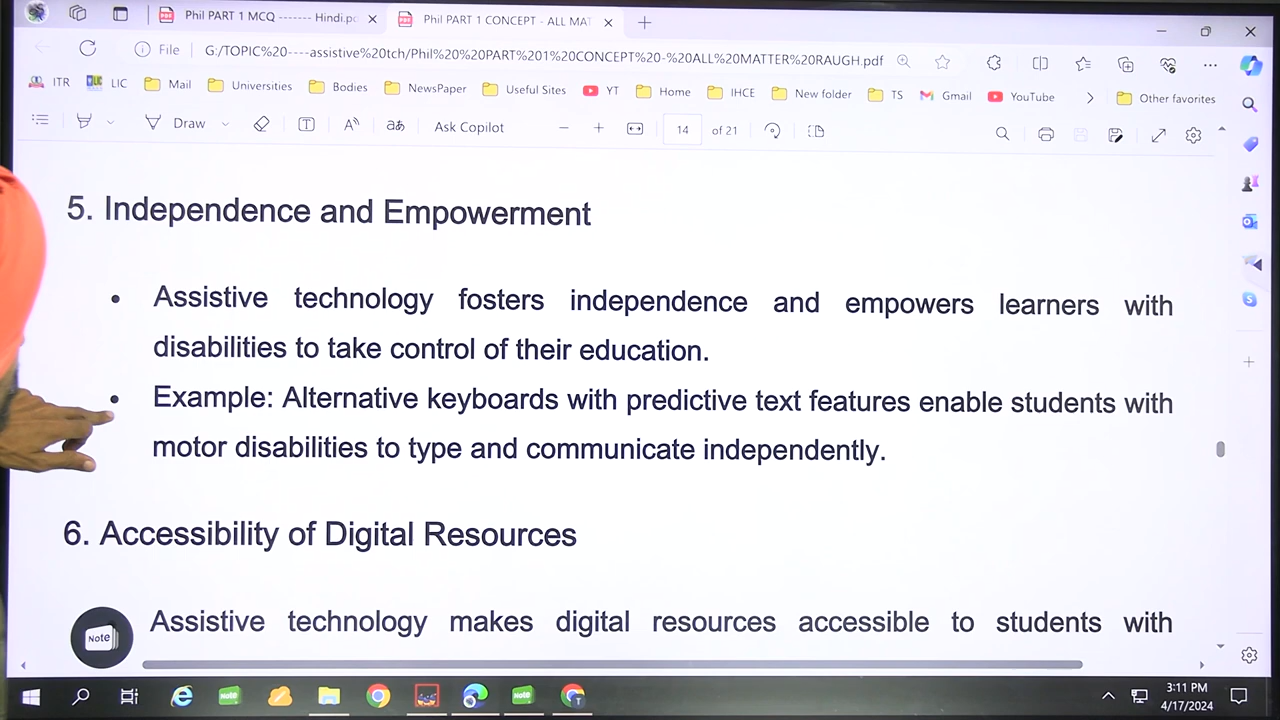 Phil PART 1 MCQ ------- Hindi.pc
Phil PART 1 CONCEPT - ALL MAT
File
G:/TOPIC%20----assistive%20tch/Phil%20%20PART%201%20CONCEPT%20-%20ALL%20MATTER%20RAUGH.pdf
ITR LIC Mail Universities Bodies NewsPaper Useful Sites YT Home IHCE New folder TS Gmail YouTube Other favorites
Draw Ask Copilot 14 of 21
5. Independence and Empowerment
• Assistive technology fosters independence and empowers learners with
disabilities to take control of their education.
• Example: Alternative keyboards with predictive text features enable students with
motor disabilities to type and communicate independently.
6. Accessibility of Digital Resources
Note
Assistive technology makes digital resources accessible to students with
3:11 PM
4/17/2024